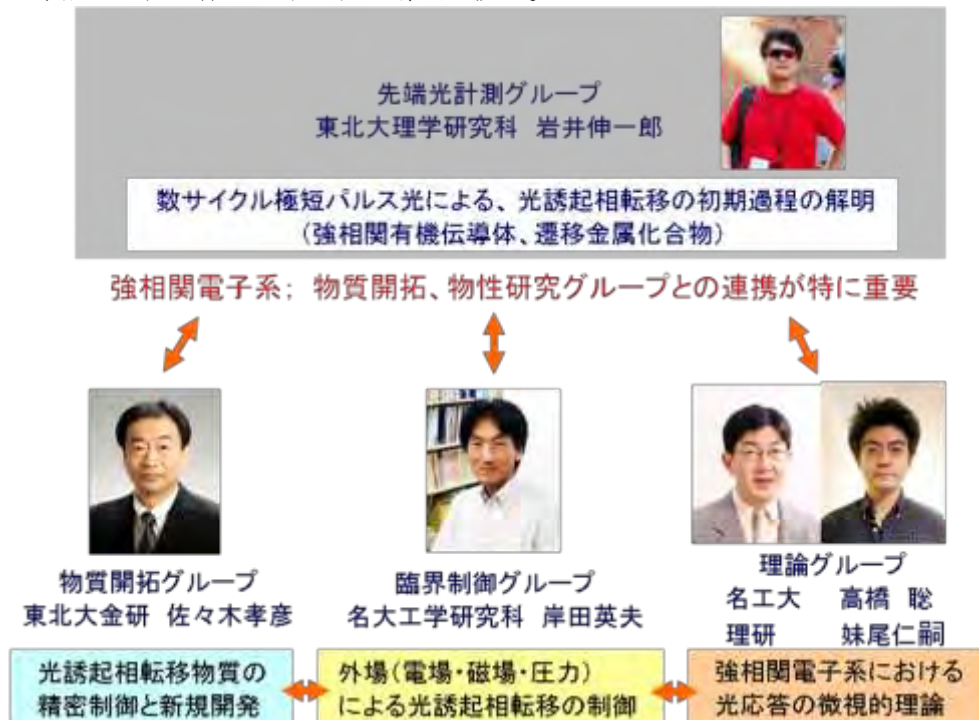 先端光計測グループ
東北大理学研究科 岩井伸一郎
数サイクル極短パルス光による、光誘起相転移の初期過程の解明
(強相関有機伝導体、遷移金属化合物)
強相関電子系; 物質開拓、物性研究グループとの連携が特に重要
物質開拓グループ
東北大金研 佐々木孝彦
光誘起相転移物質の
精密制御と新規開発
臨界制御グループ
名大工学研究科 岸田英夫
外場(電場・磁場・圧力)
による光誘起相転移の制御
理論グループ
名工大 高橋 聡
理研 妹尾仁嗣
強相関電子系における
光応答の微視的理論